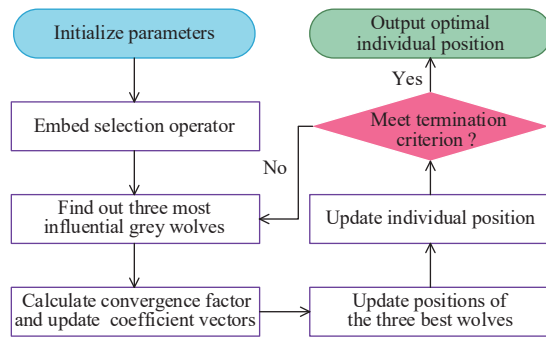 Initialize parameters
Embed selection operator
Find out three most
influential grey wolves
Calculate convergence factor
and update coefficient vectors
Update positions of
the three best wolves
Update individual position
Meet termination
criterion ?
No
Yes
Output optimal
individual position